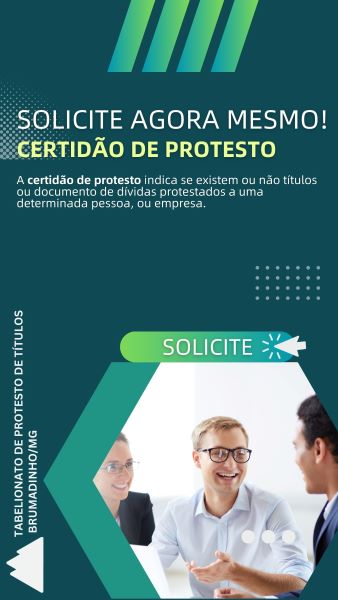 SOLICITE AGORA MESMO!
CERTIDÃO DE PROTESTO
A certidão de protesto indica se existem ou não títulos
ou documento de dívidas protestados a uma
determinada pessoa, ou empresa.
SOLICITE
TABELIONATO DE PROTESTO DE TÍTULOS
BRUMADINHO/MG